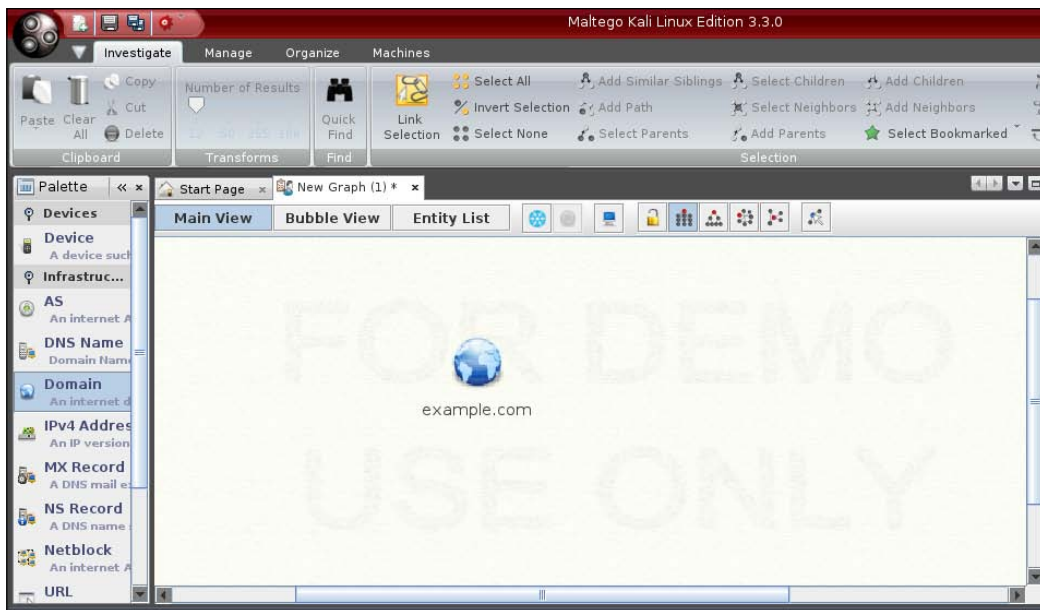 Maltego Kali Linux Edition 3.3.0
Investigate Manage Organize Machines
Paste Clear All Copy Cut Delete
Clipboard
Number of Results
Transforms
Quick Find
Find
Link Selection
Select All Add Similar Siblings Select Children Add Children
Invert Selection Add Path Select Neighbors Add Neighbors
Select None Select Parents Add Parents Select Bookmarked
Selection
Palette Start Page New Graph (1) *
Main View Bubble View Entity List
Devices
Device
A device such
Infrastruc...
AS
An internet A
DNS Name
Domain Name
Domain
An internet d
IPv4 Addres
An IP version
MX Record
A DNS mail e
NS Record
A DNS name
Netblock
An internet A
URL
FOR DEMO
example.com
USE ONLY